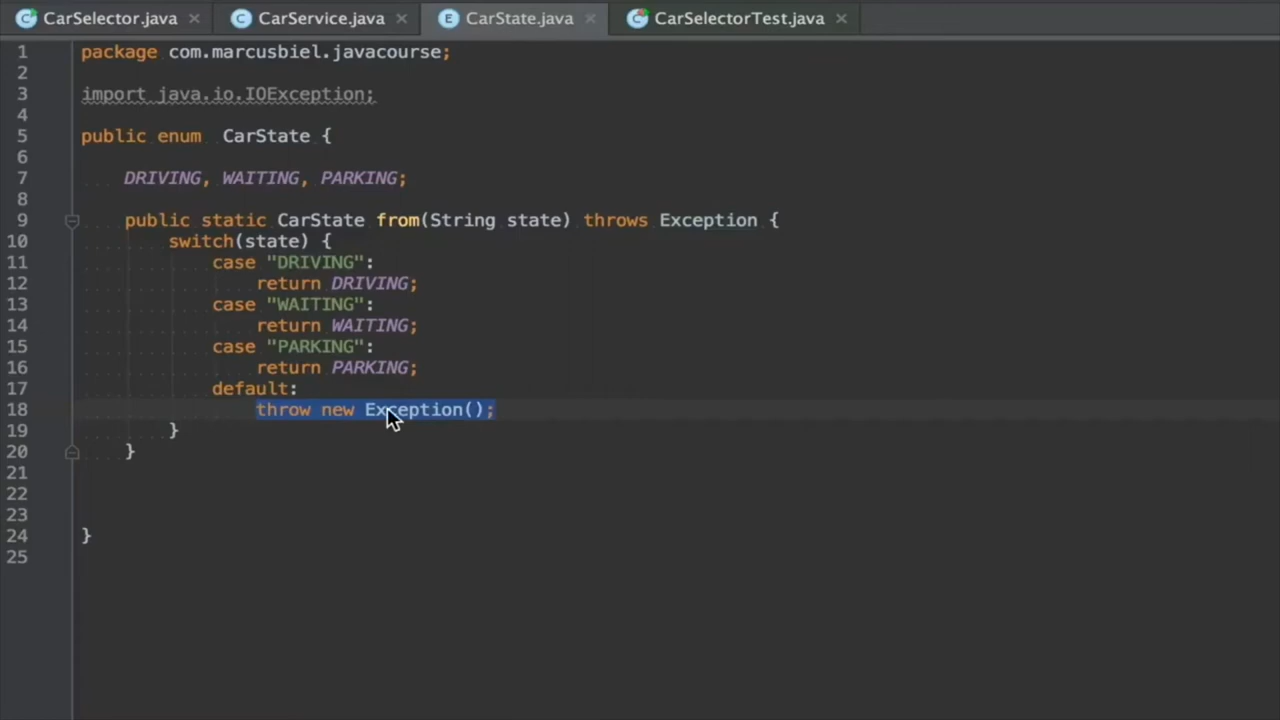 CarSelector.java CarService.java CarState.java CarSelectorTest.java
1 package com.marcusbiel.javacourse;
2
3 import java.io.IOException;
4
5 public enum CarState {
6
7 DRIVING, WAITING, PARKING;
8
9 public static CarState from(String state) throws Exception {
10 switch(state) {
11 case "DRIVING":
12 return DRIVING;
13 case "WAITING":
14 return WAITING;
15 case "PARKING":
16 return PARKING;
17 default:
18 throw new Exception();
19 }
20 }
21
22
23
24 }
25